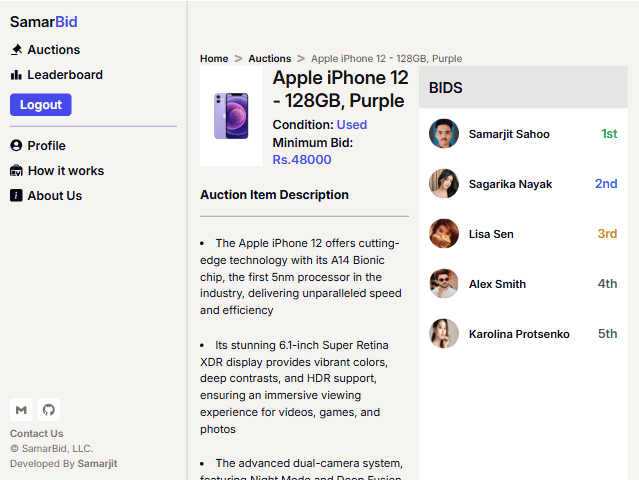 SamarBid
Auctions
Leaderboard
Logout
Profile
How it works
About Us
Contact Us
© SamarBid, LLC.
Developed By Samarjit
Home > Auctions > Apple iPhone 12 - 128GB, Purple
Apple iPhone 12
- 128GB, Purple
Condition: Used
Minimum Bid:
Rs.48000
Auction Item Description
• The Apple iPhone 12 offers cutting-
edge technology with its A14 Bionic
chip, the first 5nm processor in the
industry, delivering unparalleled speed
and efficiency
• Its stunning 6.1-inch Super Retina
XDR display provides vibrant colors,
deep contrasts, and HDR support,
ensuring an immersive viewing
experience for videos, games, and
photos
• The advanced dual-camera system,
featuring Night Mode and Deep Fusion
BIDS
Samarjit Sahoo 1st
Sagarika Nayak 2nd
Lisa Sen 3rd
Alex Smith 4th
Karolina Protsenko 5th